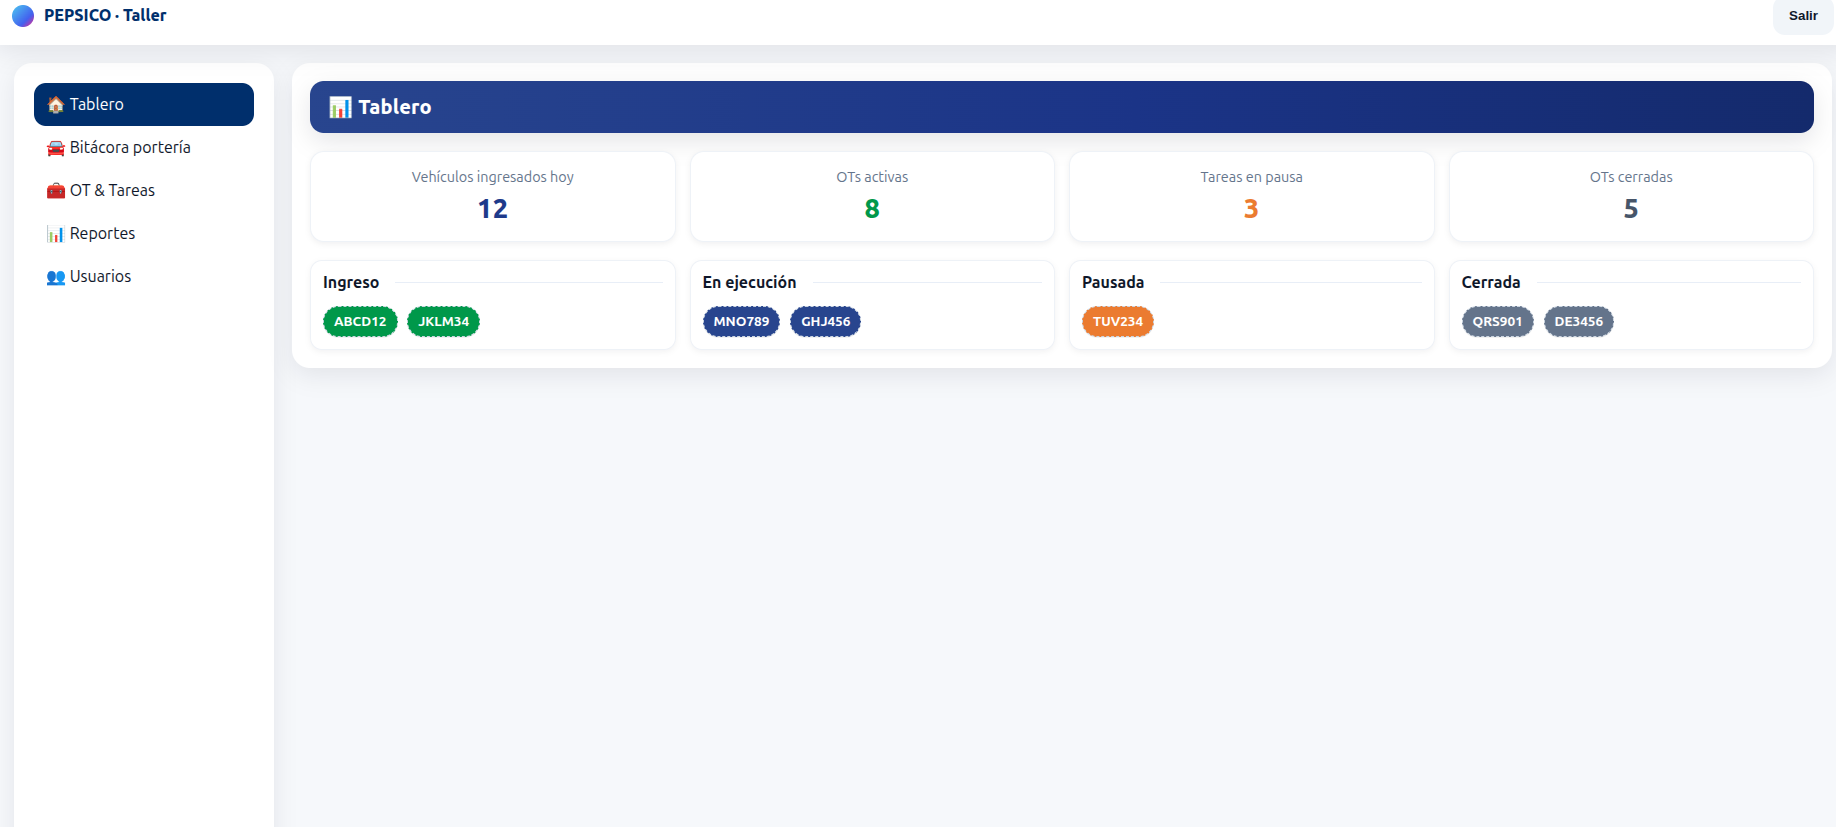 PEPSICO · Taller
Salir
Tablero
Bitácora portería
OT & Tareas
Reportes
Usuarios
Tablero
Vehículos ingresados hoy
12
OTs activas
8
Tareas en pausa
3
OTs cerradas
5
Ingreso
ABCD12 JKLM34
En ejecución
MNO789 GHJ456
Pausada
TUV234
Cerrada
QRS901 DE3456